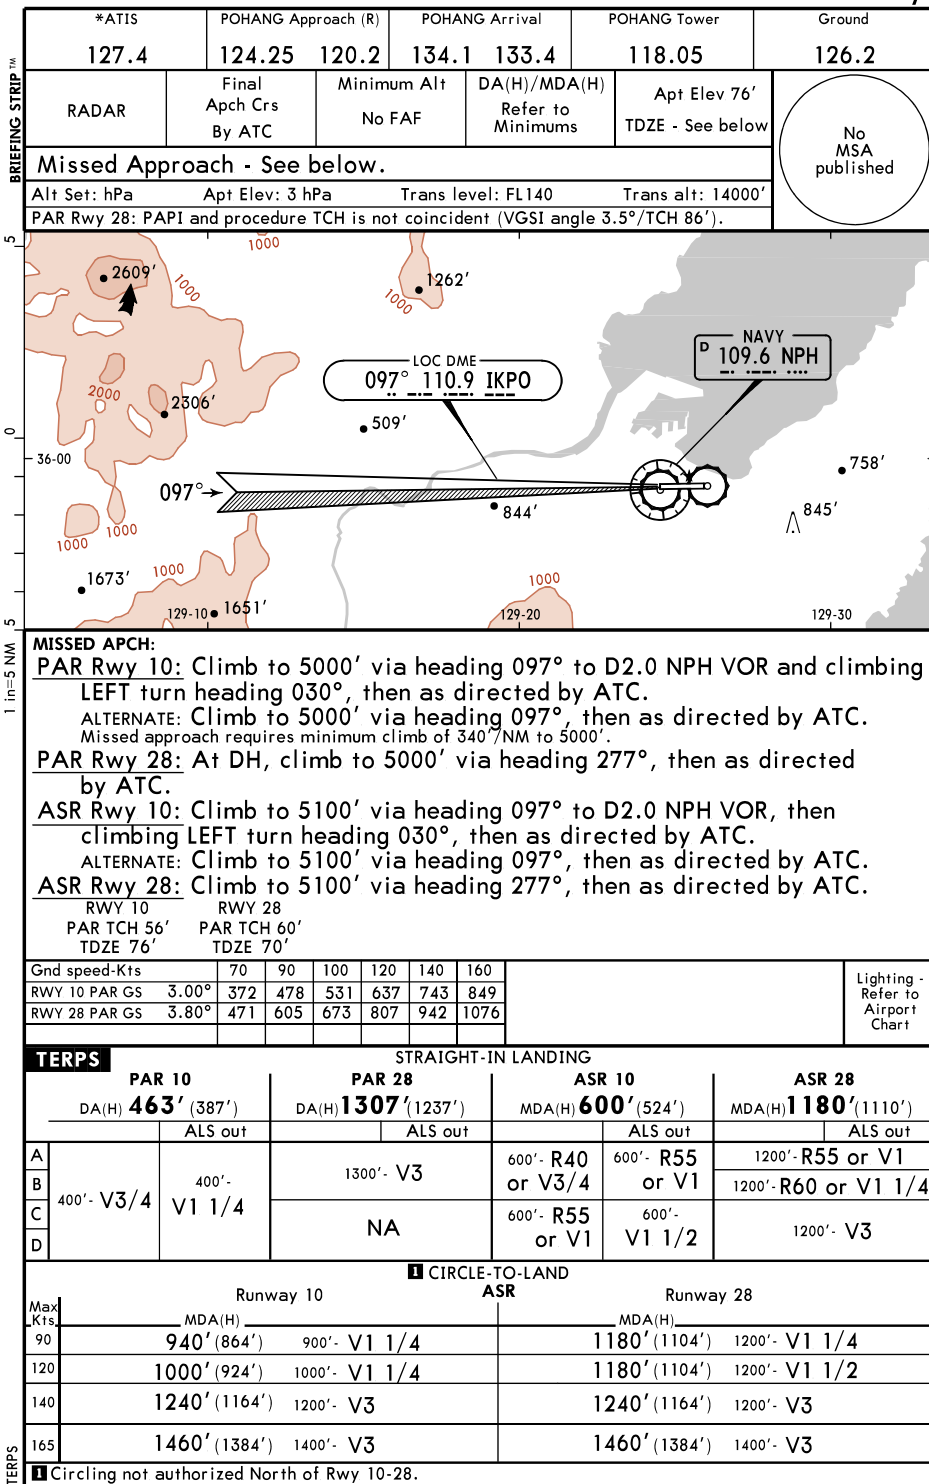 *ATIS POHANG Approach (R) POHANG Arrival POHANG Tower Ground
127.4 124.25 120.2 134.1 133.4 118.05 126.2
BRIEFING STRIP TM
RADAR
Final
Apch Crs
By ATC
Minimum Alt
No FAF
DA(H)/MDA(H)
Refer to
Minimums
Apt Elev 76'
TDZE - See below
No
MSA
published
Missed Approach - See below.
Alt Set: hPa Apt Elev: 3 hPa Trans level: FL140 Trans alt: 14000'
PAR Rwy 28: PAPI and procedure TCH is not coincident (VGSI angle 3.5°/TCH 86').
5
1000
2609'
1000
1262'
1000
NAVY
D 109.6 NPH
LOC DME
097° 110.9 IKPO
2000
2306'
509'
0
36-00
758'
097°
844'
845'
1000
1000
1000
1000
1673'
129-10
1651'
129-20
129-30
5
1 in=5 NM
MISSED APCH:
PAR Rwy 10: Climb to 5000' via heading 097° to D2.0 NPH VOR and climbing
LEFT turn heading 030°, then as directed by ATC.
ALTERNATE: Climb to 5000' via heading 097°, then as directed by ATC.
Missed approach requires minimum climb of 340'/NM to 5000'.
PAR Rwy 28: At DH, climb to 5000' via heading 277°, then as directed
by ATC.
ASR Rwy 10: Climb to 5100' via heading 097° to D2.0 NPH VOR, then
climbing LEFT turn heading 030°, then as directed by ATC.
ALTERNATE: Climb to 5100' via heading 097°, then as directed by ATC.
ASR Rwy 28: Climb to 5100' via heading 277°, then as directed by ATC.
RWY 10 RWY 28
PAR TCH 56' PAR TCH 60'
TDZE 76' TDZE 70'
Gnd speed-Kts 70 90 100 120 140 160
RWY 10 PAR GS 3.00° 372 478 531 637 743 849
RWY 28 PAR GS 3.80° 471 605 673 807 942 1076
Lighting -
Refer to
Airport
Chart
TERPS STRAIGHT-IN LANDING
PAR 10 PAR 28 ASR 10 ASR 28
DA(H) 463' (387') DA(H) 1307' (1237') MDA(H) 600' (524') MDA(H) 1180' (1110')
ALS out ALS out ALS out ALS out
A
B
C
D
400'- V3/4
400'-
V1 1/4
1300'- V3
NA
600'- R40
or V3/4
600'- R55
or V1
600'- R55
or V1
600'-
V1 1/2
1200'- R55 or V1
1200'- R60 or V1 1/4
1200'- V3
1 CIRCLE-TO-LAND
Runway 10 ASR Runway 28
Max
Kts
MDA(H) MDA(H)
90 940' (864') 900'- V1 1/4 1180' (1104') 1200'- V1 1/4
120 1000' (924') 1000'- V1 1/4 1180' (1104') 1200'- V1 1/2
140 1240' (1164') 1200'- V3 1240' (1164') 1200'- V3
165 1460' (1384') 1400'- V3 1460' (1384') 1400'- V3
TERPS
1 Circling not authorized North of Rwy 10-28.